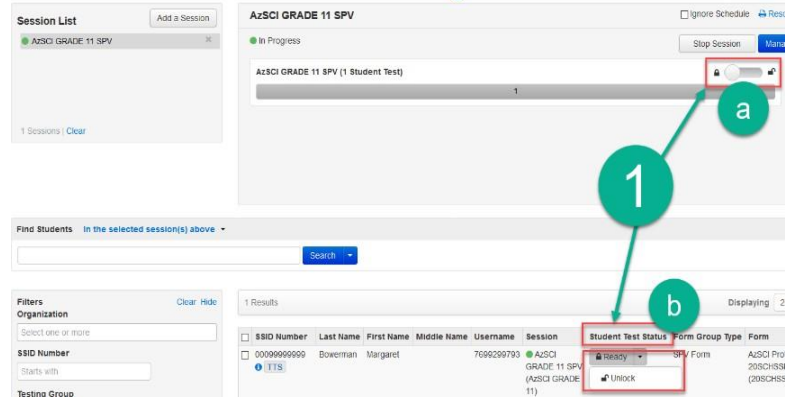 Session List
Add a Session
AzSCI GRADE 11 SPV
1 Sessions | Clear
AzSCI GRADE 11 SPV
Ignore Schedule
In Progress
Stop Session
AzSCI GRADE 11 SPV (1 Student Test)
1
a
1
Find Students In the selected session(s) above
Search
Filters
Clear Hide
Organization
Select one or more
SSID Number
Starts with
Testing Group
1 Results
b
Displaying 2
SSID Number Last Name First Name Middle Name Username Session Student Test Status Form Group Type Form
00099999999 Bowerman Margaret 7699299793 AzSCI Ready SPV Form AzSCI
TTS GRADE 11 SPV Unlock
(AzSCI GRADE
11)